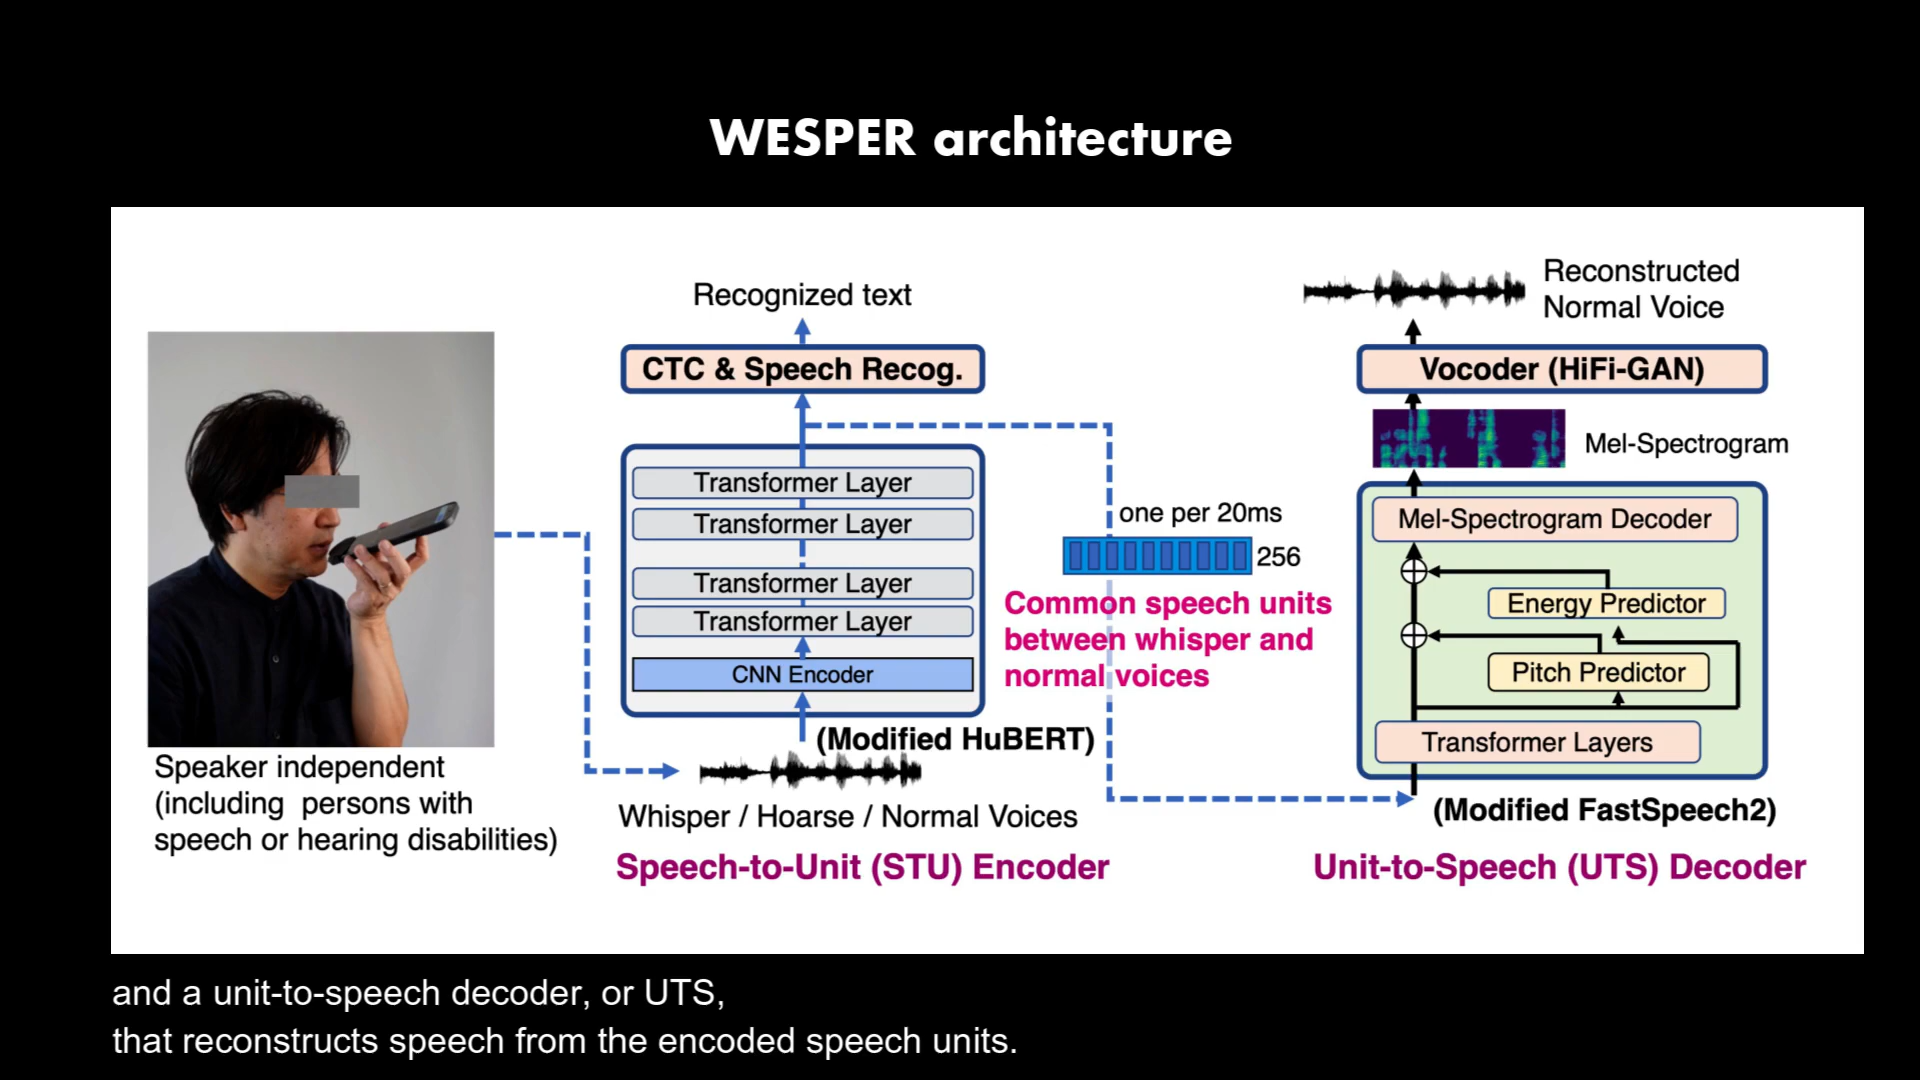 WESPER architecture
Speaker independent
(including persons with
speech or hearing disabilities)
Recognized text
CTC & Speech Recog.
Transformer Layer
Transformer Layer
Transformer Layer
Transformer Layer
CNN Encoder
(Modified HuBERT)
Whisper / Hoarse / Normal Voices
Speech-to-Unit (STU) Encoder
one per 20ms
256
Common speech units
between whisper and
normal voices
Reconstructed
Normal Voice
Vocoder (HiFi-GAN)
Mel-Spectrogram
Mel-Spectrogram Decoder
Energy Predictor
Pitch Predictor
Transformer Layers
(Modified FastSpeech2)
Unit-to-Speech (UTS) Decoder
and a unit-to-speech decoder, or UTS,
that reconstructs speech from the encoded speech units.